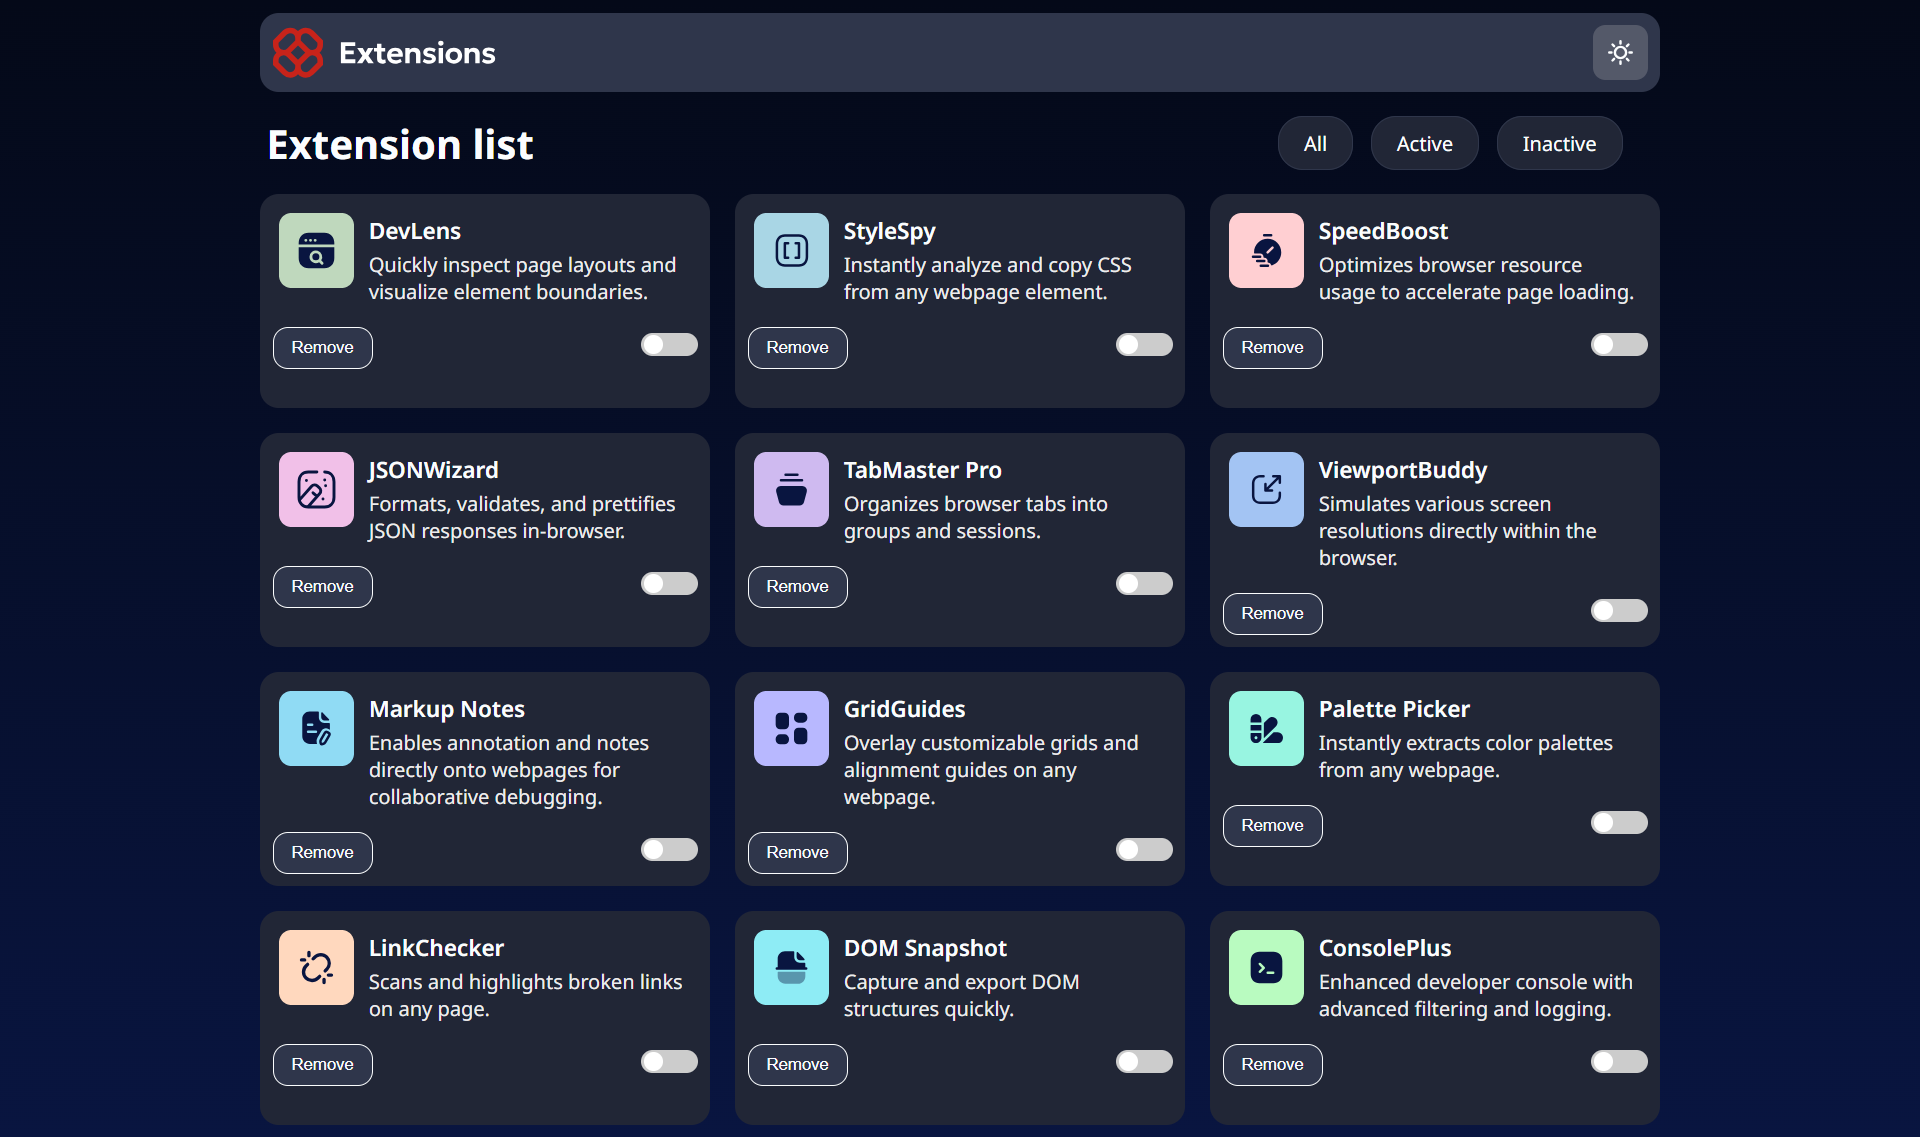 Extensions
Extension list
All
Active
Inactive
DevLens
Quickly inspect page layouts and
visualize element boundaries.
Remove
StyleSpy
Instantly analyze and copy CSS
from any webpage element.
Remove
SpeedBoost
Optimizes browser resource
usage to accelerate page loading.
Remove
JSONWizard
Formats, validates, and prettifies
JSON responses in-browser.
Remove
TabMaster Pro
Organizes browser tabs into
groups and sessions.
Remove
ViewportBuddy
Simulates various screen
resolutions directly within the
browser.
Remove
Markup Notes
Enables annotation and notes
directly onto webpages for
collaborative debugging.
Remove
GridGuides
Overlay customizable grids and
alignment guides on any
webpage.
Remove
Palette Picker
Instantly extracts color palettes
from any webpage.
Remove
LinkChecker
Scans and highlights broken links
on any page.
Remove
DOM Snapshot
Capture and export DOM
structures quickly.
Remove
ConsolePlus
Enhanced developer console with
advanced filtering and logging.
Remove